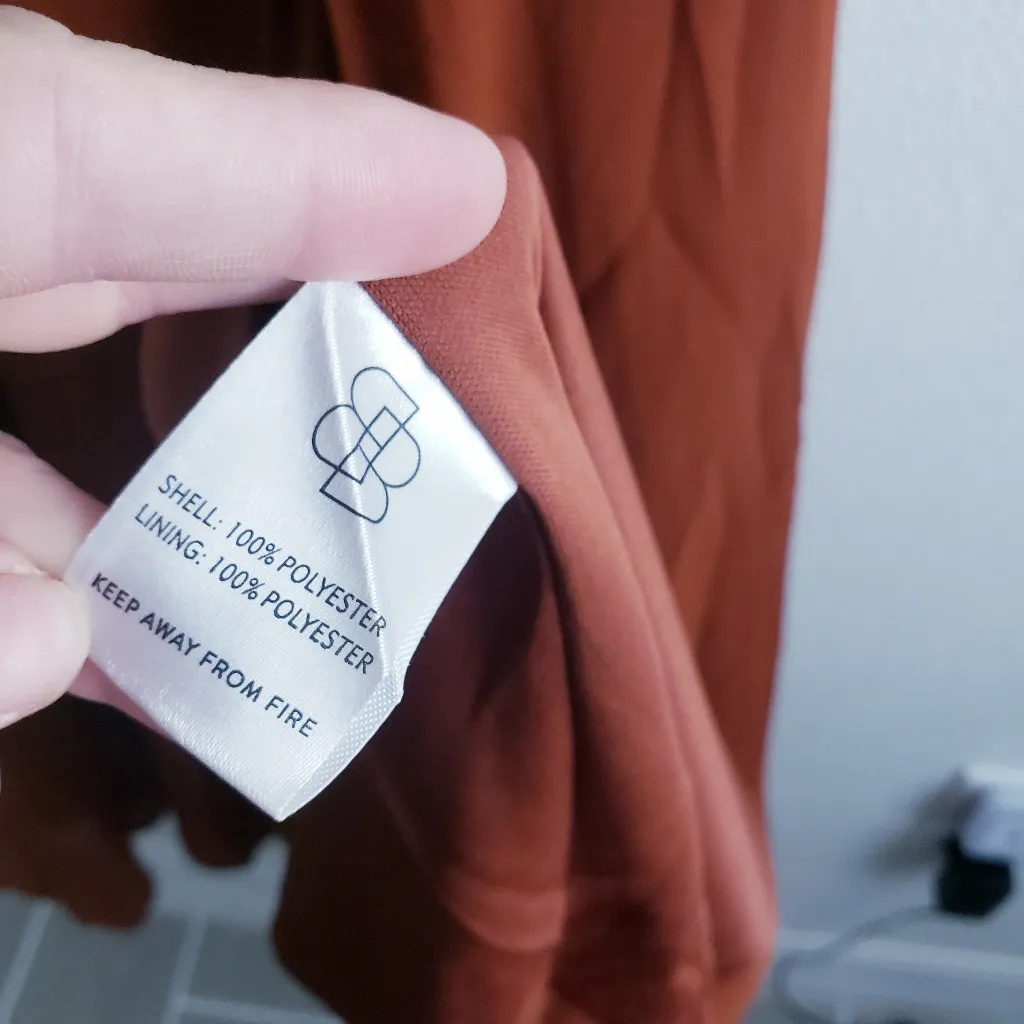 SHELL: 100% POLYESTER
LINING: 100% POLYESTER
KEEP AWAY FROM FIRE